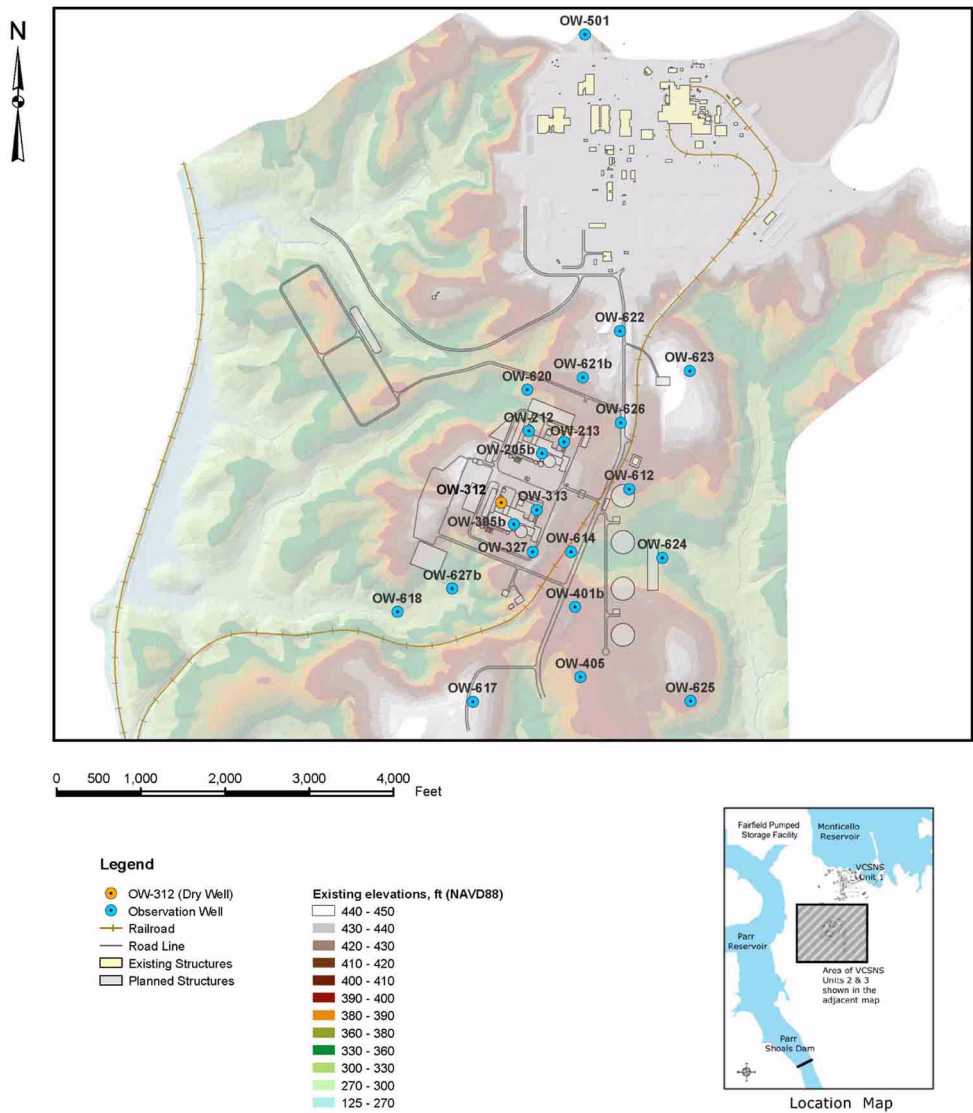 N
OW-501
OW-622
OW-623
OW-621b
OW-620
OW-626
OW-212
OW-213
OW-205b
OW-612
OW-312
OW-313
OW-305b
OW-327
OW-614
OW-624
OW-627b
OW-401b
OW-618
OW-405
OW-617
OW-625
0 500 1,000 2,000 3,000 4,000
Feet
Legend
OW-312 (Dry Well)
Observation Well
Railroad
Road Line
Existing Structures
Planned Structures
Existing elevations, ft (NAVD88)
440 - 450
430 - 440
420 - 430
410 - 420
400 - 410
390 - 400
380 - 390
360 - 380
330 - 360
300 - 330
270 - 300
125 - 270
Fairfield Pumped
Storage Facility
Monticello
Reservoir
VCSNS
Unit 1
Parr
Reservoir
Area of VCSNS
Units 2 & 3
shown in the
adjacent map
Parr
Shoals Dam
Location Map